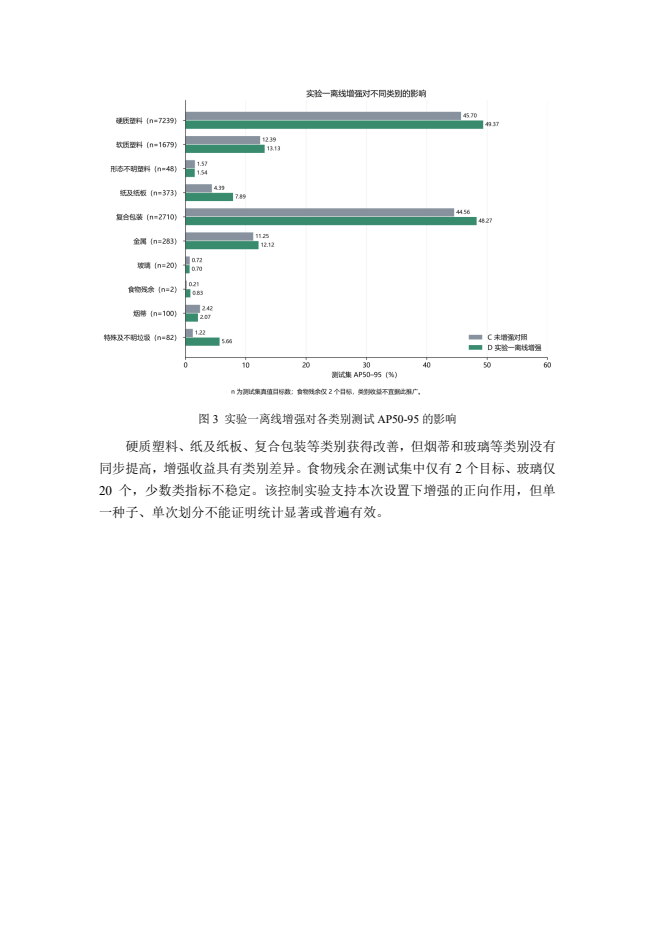 实验一离线增强对不同类别的影响
硬质塑料 (n=7239)
45.70
49.37
软质塑料 (n=1679)
12.39
13.13
形态不明塑料 (n=48)
1.57
1.54
纸及纸板 (n=373)
4.39
7.89
复合包装 (n=2710)
44.56
48.27
金属 (n=283)
11.25
12.12
玻璃 (n=20)
0.72
0.70
食物残余 (n=2)
0.21
0.83
烟蒂 (n=100)
2.42
2.07
特殊及不明垃圾 (n=82)
1.22
5.66
C 未增强对照
D 实验一离线增强
0 10 20 30 40 50 60
测试集 AP50–95 (%)
n 为测试集真值目标数；食物残余仅 2 个目标，类别收益不宜据此推广。
图 3 实验一离线增强对各类别测试 AP50-95 的影响
硬质塑料、纸及纸板、复合包装等类别获得改善，但烟蒂和玻璃等类别没有
同步提高，增强收益具有类别差异。食物残余在测试集中仅有 2 个目标、玻璃仅
20 个，少数类指标不稳定。该控制实验支持本次设置下增强的正向作用，但单
一种子、单次划分不能证明统计显著或普遍有效。